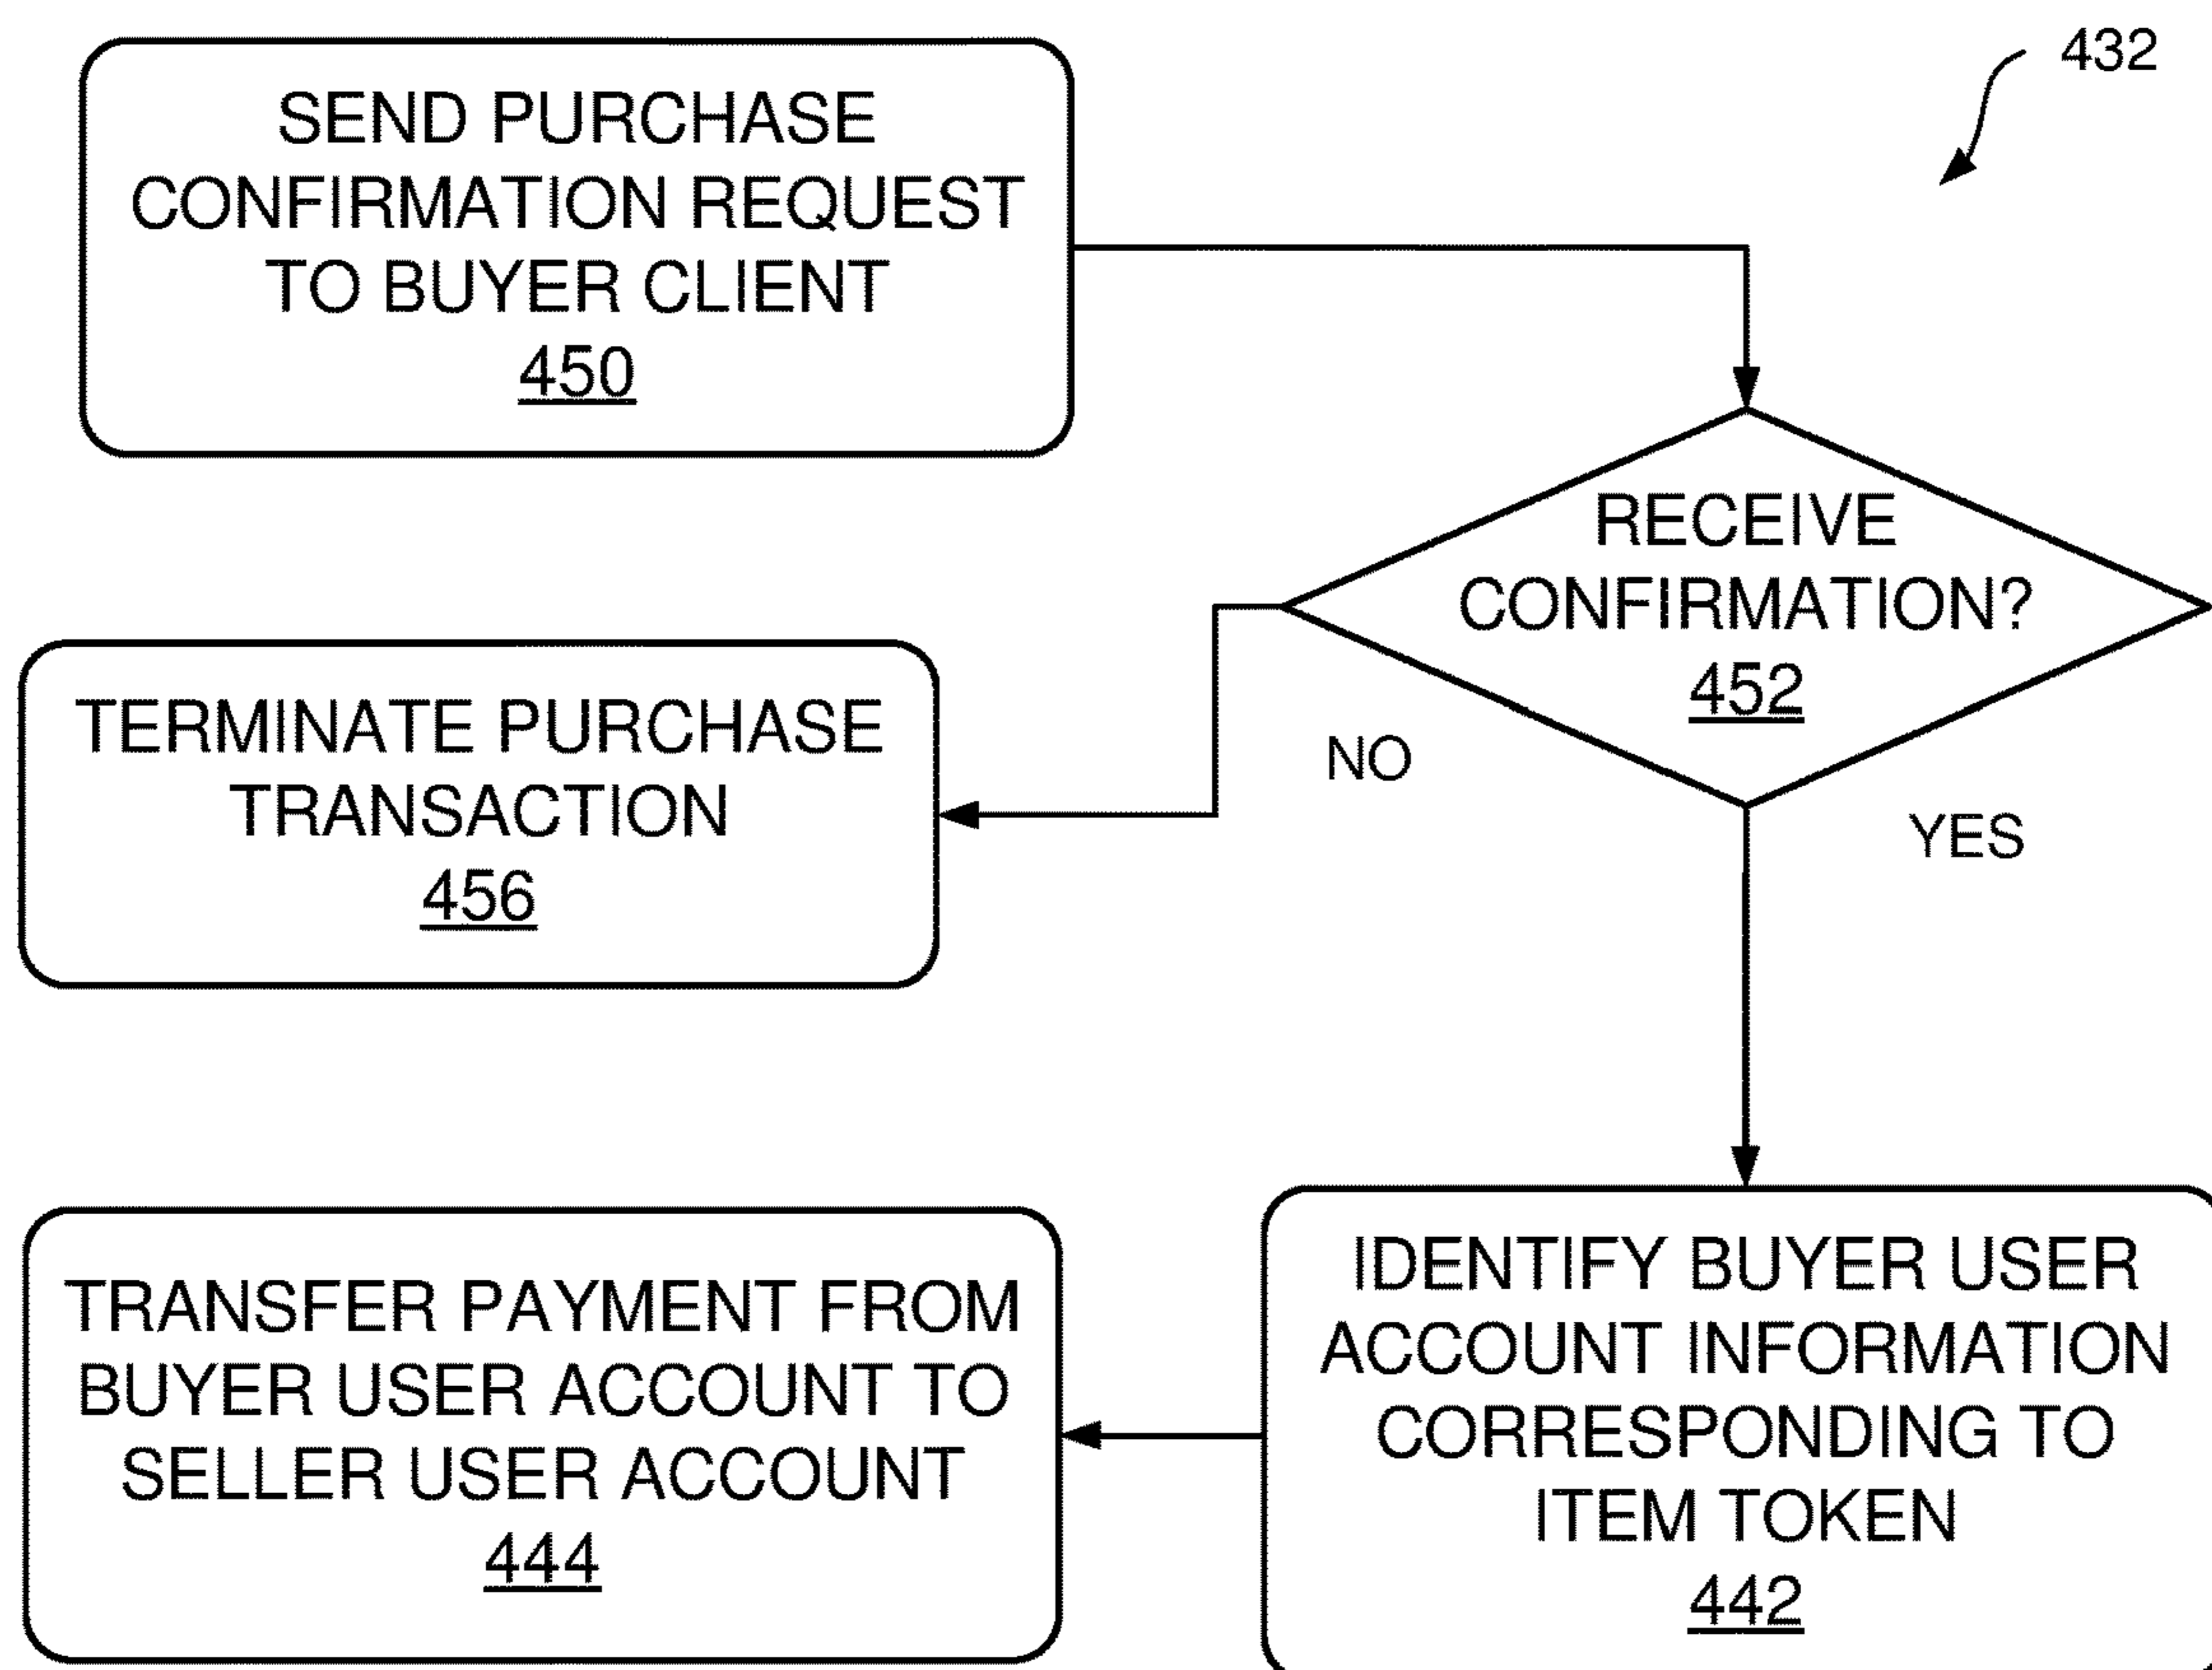 432
SEND PURCHASE
CONFIRMATION REQUEST
TO BUYER CLIENT
450
RECEIVE
CONFIRMATION?
452
NO
YES
TERMINATE PURCHASE
TRANSACTION
456
IDENTIFY BUYER USER
ACCOUNT INFORMATION
CORRESPONDING TO
ITEM TOKEN
442
TRANSFER PAYMENT FROM
BUYER USER ACCOUNT TO
SELLER USER ACCOUNT
444